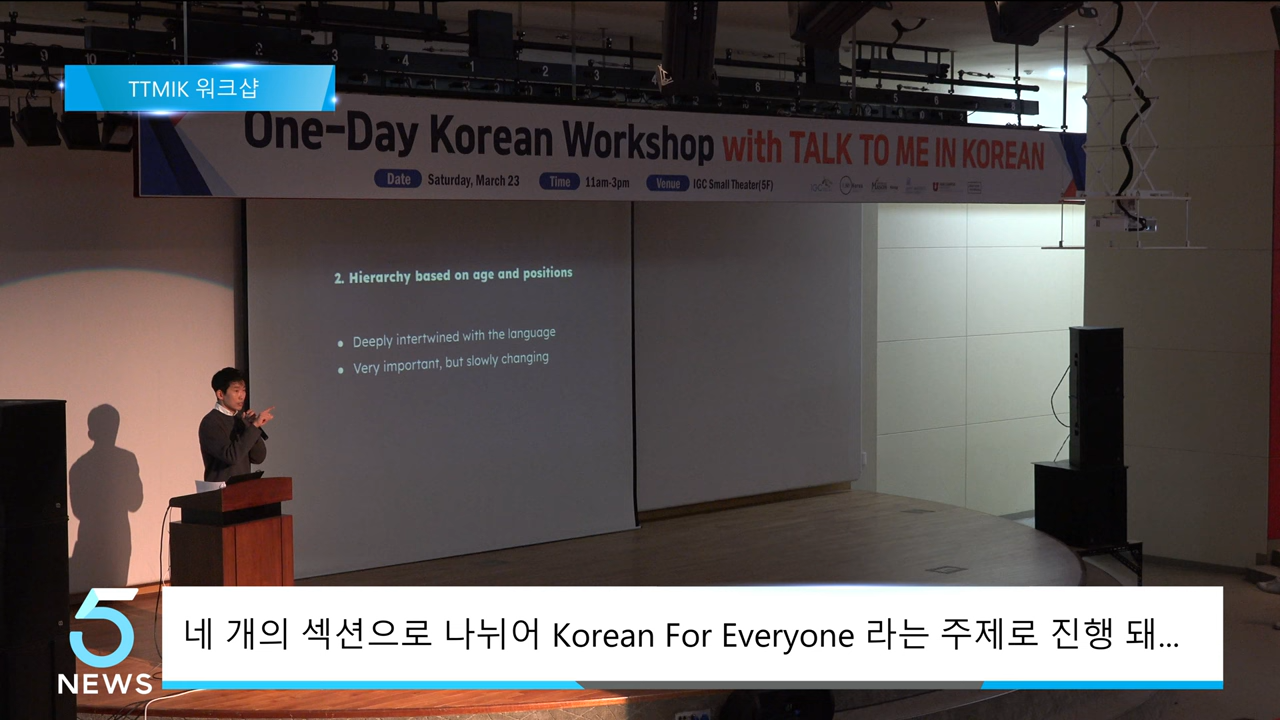 TTMIK 워크샵
One-Day Korean Workshop with TALK TO ME IN KOREAN
Date Saturday, March 23 Time 11am-3pm Venue IGC Small Theater(5F)
2. Hierarchy based on age and positions
• Deeply intertwined with the language
• Very important, but slowly changing
5
NEWS
네 개의 섹션으로 나뉘어 Korean For Everyone 라는 주제로 진행 돼...